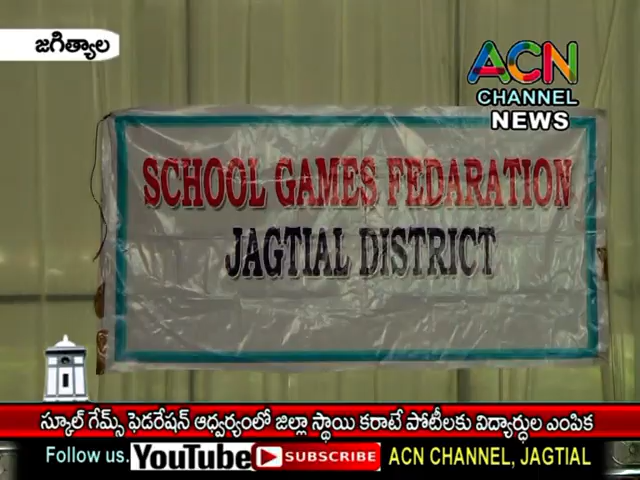 జగిత్యాల
ACN
CHANNEL
NEWS
SCHOOL GAMES FEDARATION
JAGTIAL DISTRICT
స్కూల్ గేమ్స్ ఫెడరేషన్ ఆధ్వర్యంలో జిల్లా స్థాయి కరాటే పోటీలకు విద్యార్థుల ఎంపిక
Follow us. YouTube SUBSCRIBE ACN CHANNEL, JAGTIAL